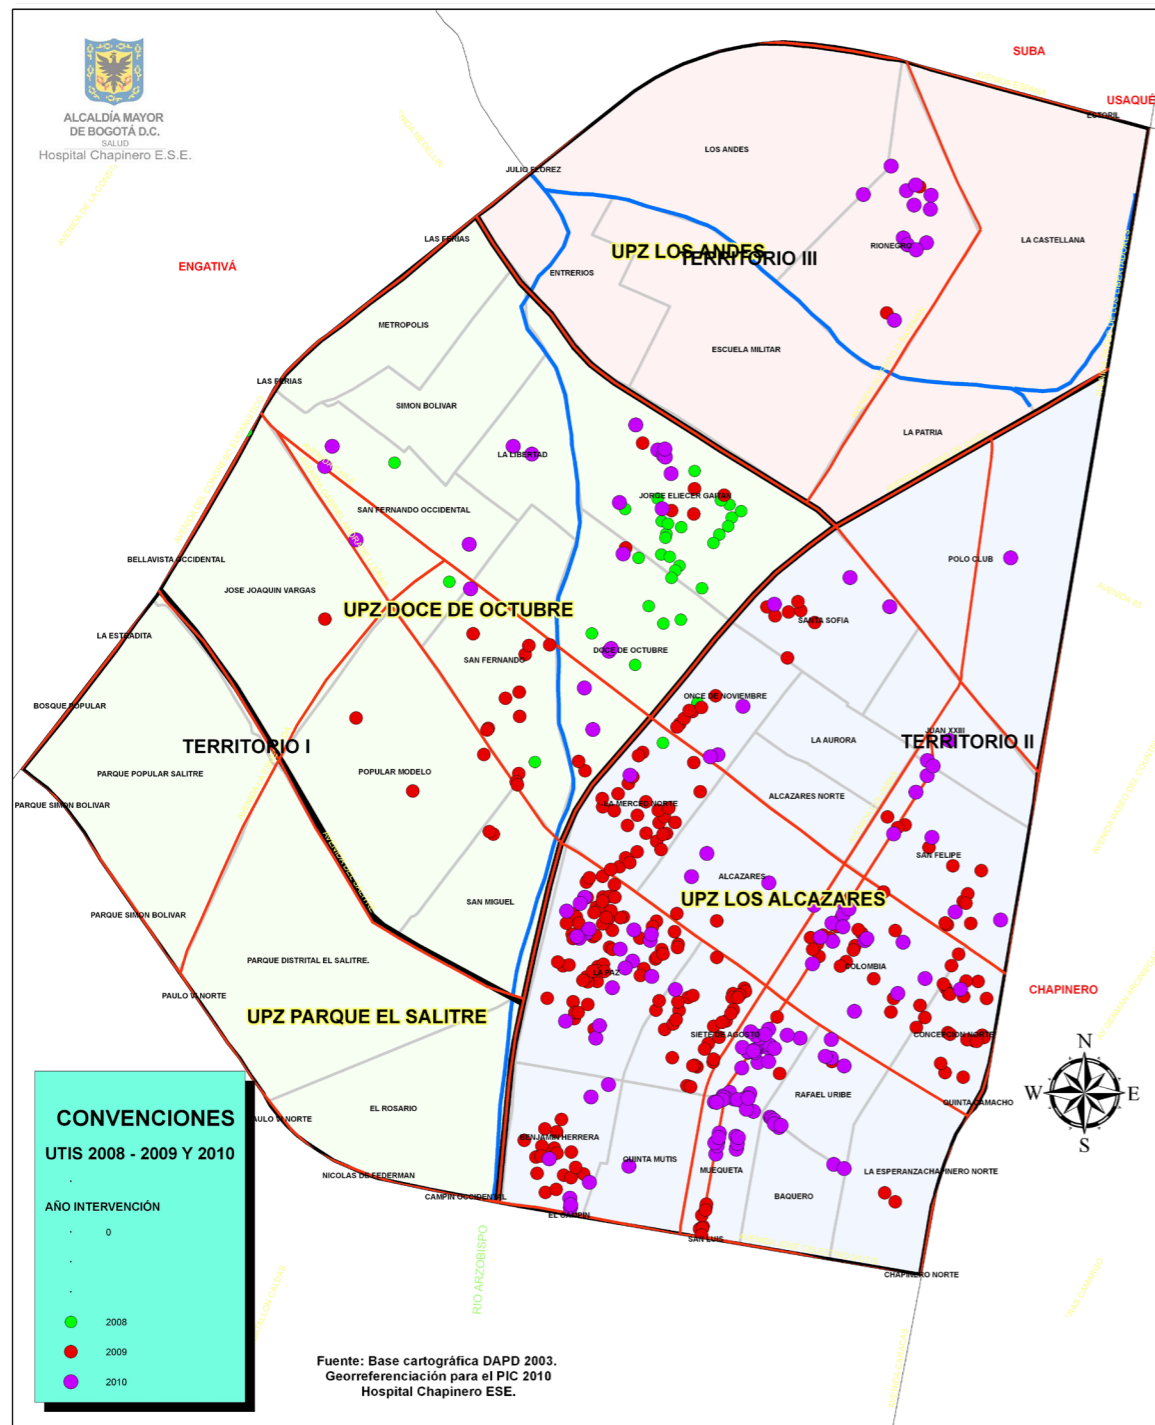 SUBA
USAQUÉ
ESTORIL
ALCALDÍA MAYOR
DE BOGOTÁ D.C.
SALUD
Hospital Chapinero E.S.E.
LOS ANDES
JULIO FLOREZ
LAS FERIAS
RIONEGRO
LA CASTELLANA
UPZ LOS ANDES
TERRITORIO III
ENGATIVÁ
ENTRERIOS
METROPOLIS
ESCUELA MILITAR
LAS FERIAS
SIMON BOLIVAR
LA PATRIA
LA LIBERTAD
JORGE ELIECER GAITAN
SAN FERNANDO OCCIDENTAL
BELLAVISTA OCCIDENTAL
POLO CLUB
JOSE JOAQUIN VARGAS
UPZ DOCE DE OCTUBRE
SANTA SOFIA
LA ESTRADITA
DOCE DE OCTUBRE
SAN FERNANDO
ONCE DE NOVIEMBRE
BOSQUE POPULAR
JUAN XXIII
LA AURORA
TERRITORIO II
TERRITORIO I
POPULAR MODELO
PARQUE POPULAR SALITRE
ALCAZARES NORTE
PARQUE SIMON BOLIVAR
LA MERCED NORTE
SAN FELIPE
ALCAZARES
UPZ LOS ALCAZARES
SAN MIGUEL
PARQUE SIMON BOLIVAR
PARQUE DISTRITAL EL SALITRE.
COLOMBIA
LA PAZ
CHAPINERO
PAULO VI NORTE
UPZ PARQUE EL SALITRE
SIETE DE AGOSTO
CONCEPCION NORTE
N
W
E
S
RAFAEL URIBE
QUINTA CAMACHO
EL ROSARIO
AULO VI NORTE
BENJAMIN HERRERA
QUINTA MUTIS
MUEQUETA
LA ESPERANZA
CHAPINERO NORTE
NICOLAS DE FEDERMAN
CAMPIN OCCIDENTAL
BAQUERO
EL CAMPIN
SAN LUIS
CHAPINERO NORTE
RIO ARZOBISPO
CONVENCIONES
UTIS 2008 - 2009 Y 2010
AÑO INTERVENCIÓN
0
2008
2009
2010
Fuente: Base cartográfica DAPD 2003.
Georreferenciación para el PIC 2010
Hospital Chapinero ESE.